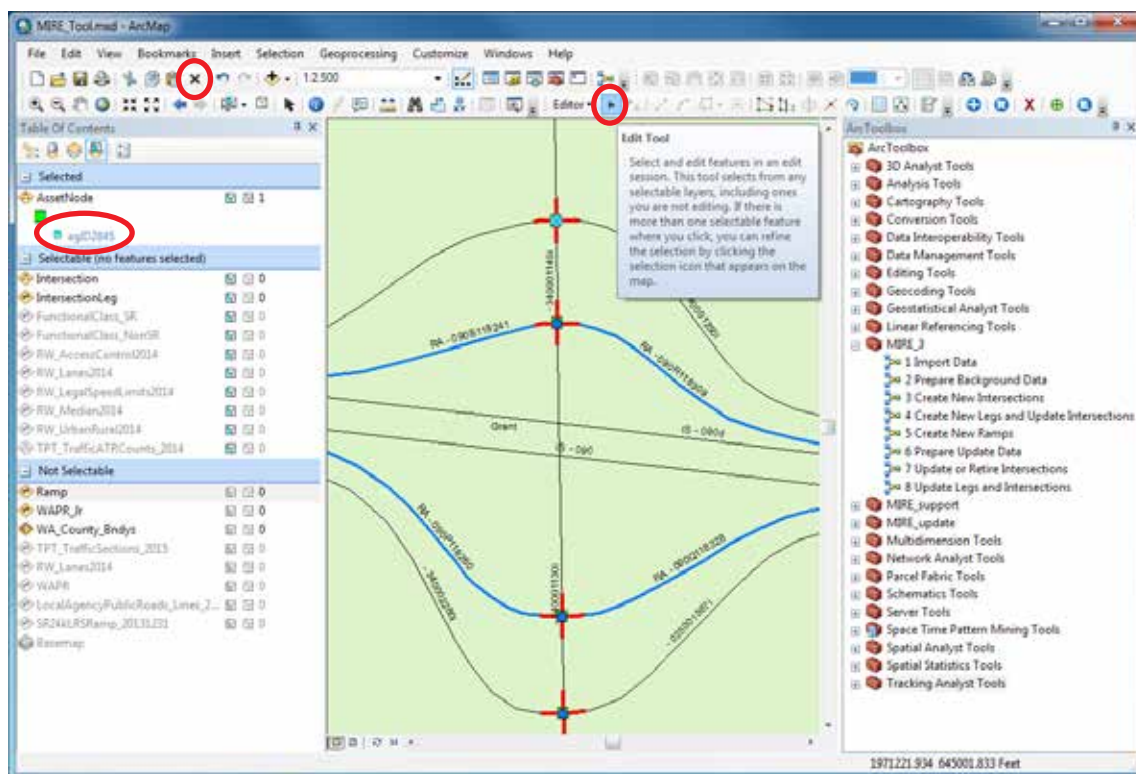 MIRE_Tool.mxd - ArcMap
File Edit View Bookmarks Insert Selection Geoprocessing Customize Windows Help
1:2,500
Editor
Table Of Contents
Selected
AssetNode 1
agID2845
Selectable (no features selected)
Intersection 0
IntersectionLeg 0
FunctionalClass_SR 0
FunctionalClass_NonSR 0
RW_AccessControl2014 0
RW_Lanes2014 0
RW_LegalSpeedLimits2014 0
RW_Median2014 0
RW_UrbanRural2014 0
TPT_TrafficATRCounts_2014 0
Not Selectable
Ramp 0
WAPR_Jr 0
WA_County_Bndys 0
TPT_TrafficSections_2015 0
RW_Lanes2014 0
WAPR 0
LocalAgencyPublicRoads_Lines_2... 0
SR24kLRSRamp_20131231 0
Basemap
Edit Tool
Select and edit features in an edit
session. This tool selects from any
selectable layers, including ones
you are not editing. If there is
more than one selectable feature
where you click, you can refine
the selection by clicking the
selection icon that appears on the
map.
RA - 090S118241
Grant
IS - 090
IS - 090
RA - 090Q118328
ArcToolbox
ArcToolbox
3D Analyst Tools
Analysis Tools
Cartography Tools
Conversion Tools
Data Interoperability Tools
Data Management Tools
Editing Tools
Geocoding Tools
Geostatistical Analyst Tools
Linear Referencing Tools
MIRE_3
1 Import Data
2 Prepare Background Data
3 Create New Intersections
4 Create New Legs and Update Intersections
5 Create New Ramps
6 Prepare Update Data
7 Update or Retire Intersections
8 Update Legs and Intersections
MIRE_support
MIRE_update
Multidimension Tools
Network Analyst Tools
Parcel Fabric Tools
Schematics Tools
Server Tools
Space Time Pattern Mining Tools
Spatial Analyst Tools
Spatial Statistics Tools
Tracking Analyst Tools
1971221.934 645001.833 Feet